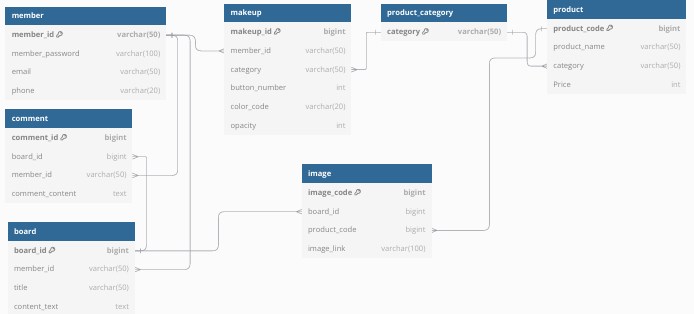 member
member_id varchar(50)
member_password varchar(100)
email varchar(50)
phone varchar(20)
makeup
makeup_id bigint
member_id varchar(50)
category varchar(50)
button_number int
color_code varchar(20)
opacity int
product_category
category varchar(50)
product
product_code bigint
product_name varchar(50)
category varchar(50)
Price int
comment
comment_id bigint
board_id bigint
member_id varchar(50)
comment_content text
image
image_code bigint
board_id bigint
product_code bigint
image_link varchar(100)
board
board_id bigint
member_id varchar(50)
title varchar(50)
content_text text